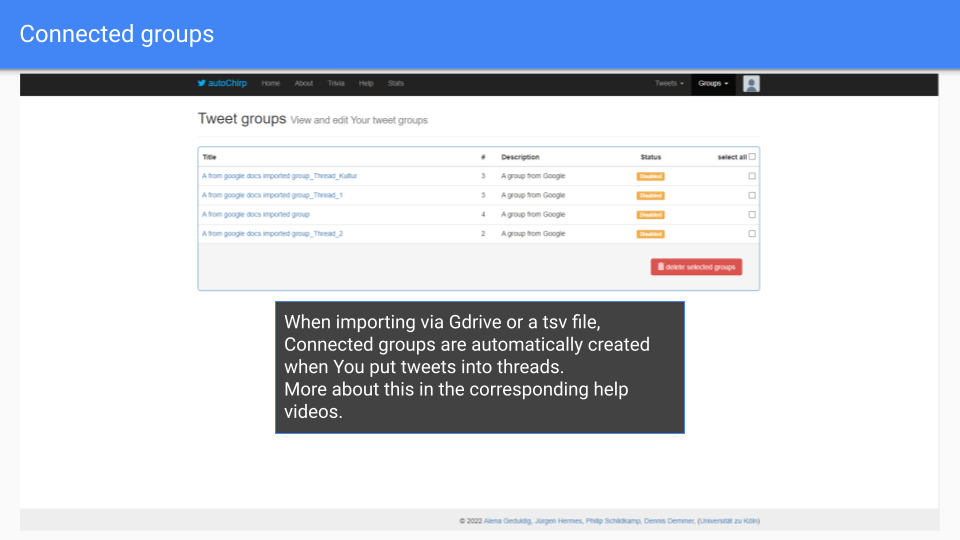 Connected groups
autoChirp Home About Trivia Help Stats Tweets Groups
Tweet groups View and edit Your tweet groups
Title # Description Status select all
A from google docs imported group_Thread_Kultur 3 A group from Google Disabled
A from google docs imported group_Thread_1 3 A group from Google Disabled
A from google docs imported group 4 A group from Google Disabled
A from google docs imported group_Thread_2 2 A group from Google Disabled
delete selected groups
When importing via Gdrive or a tsv file,
Connected groups are automatically created
when You put tweets into threads.
More about this in the corresponding help
videos.
© 2022 Alena Geduldig, Jürgen Hermes, Philip Schildkamp, Dennis Demmer, (Universität zu Köln)